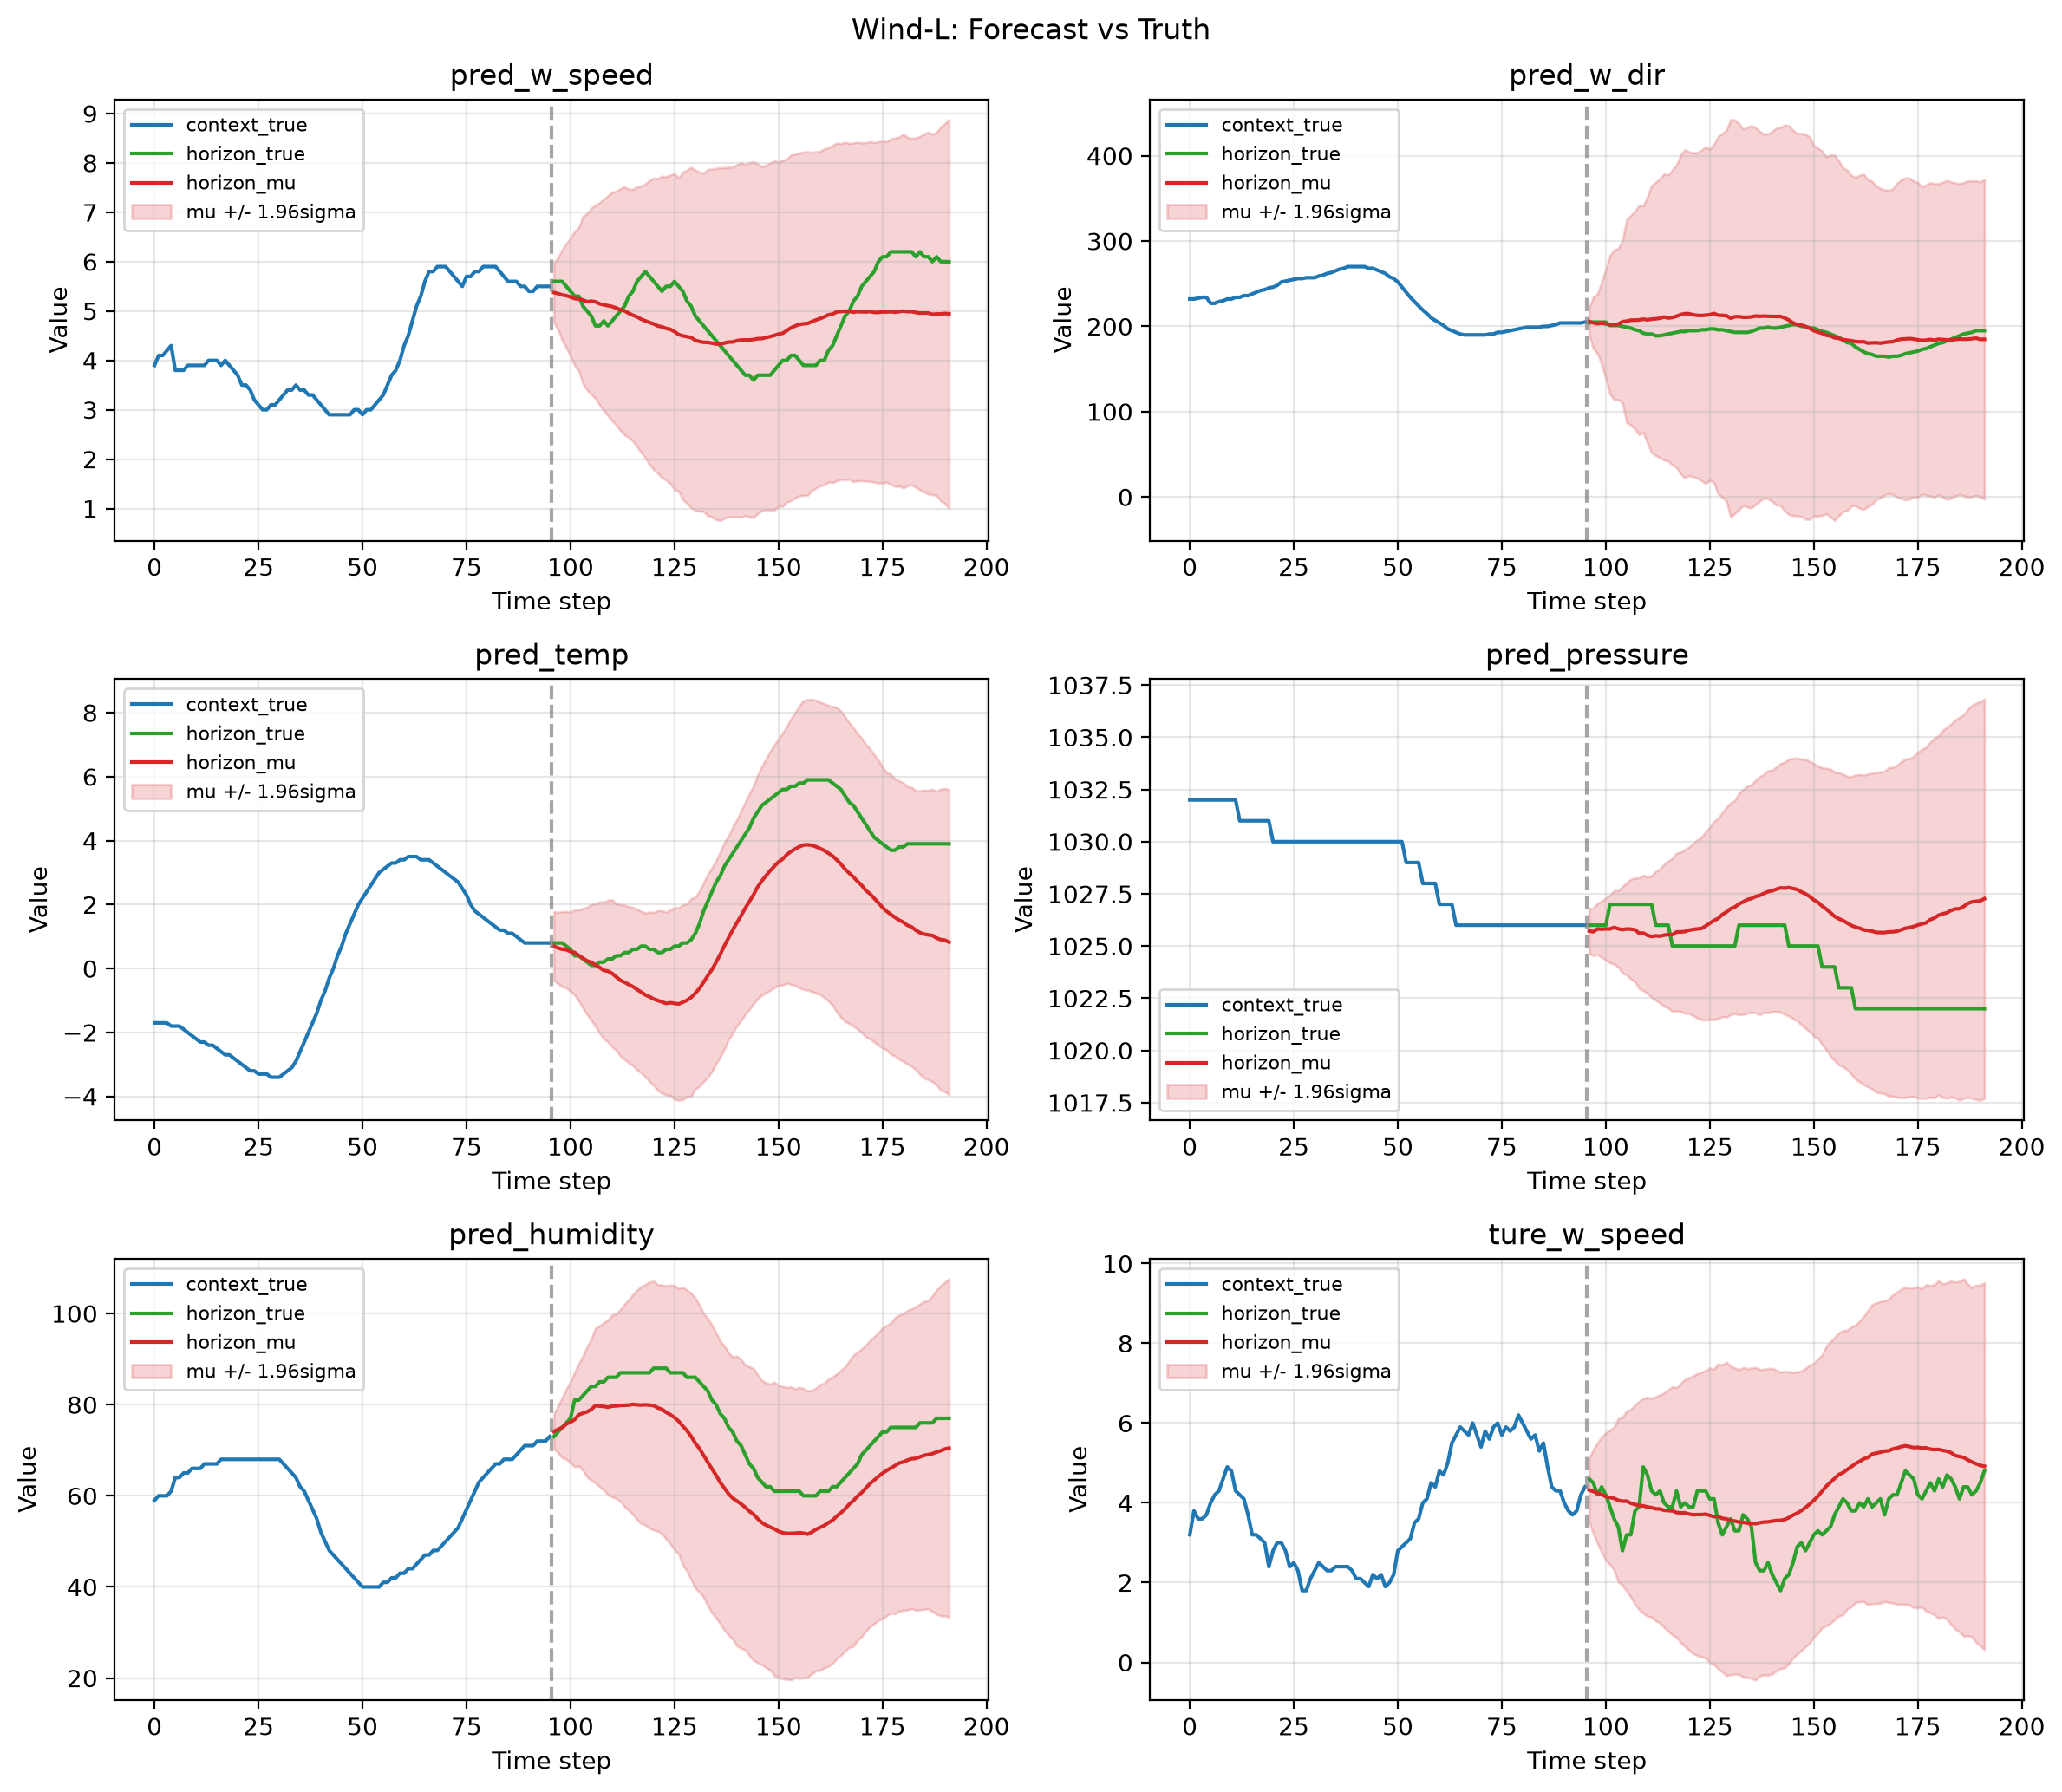 Wind-L: Forecast vs Truth
pred_w_speed
9
8
7
6
5
4
3
2
1
Value
context_true
horizon_true
horizon_mu
mu +/- 1.96sigma
0 25 50 75 100 125 150 175 200
Time step
pred_w_dir
400
300
200
100
0
Value
context_true
horizon_true
horizon_mu
mu +/- 1.96sigma
0 25 50 75 100 125 150 175 200
Time step
pred_temp
8
6
4
2
0
−2
−4
Value
context_true
horizon_true
horizon_mu
mu +/- 1.96sigma
0 25 50 75 100 125 150 175 200
Time step
pred_pressure
1037.5
1035.0
1032.5
1030.0
1027.5
1025.0
1022.5
1020.0
1017.5
Value
context_true
horizon_true
horizon_mu
mu +/- 1.96sigma
0 25 50 75 100 125 150 175 200
Time step
pred_humidity
100
80
60
40
20
Value
context_true
horizon_true
horizon_mu
mu +/- 1.96sigma
0 25 50 75 100 125 150 175 200
Time step
ture_w_speed
10
8
6
4
2
0
Value
context_true
horizon_true
horizon_mu
mu +/- 1.96sigma
0 25 50 75 100 125 150 175 200
Time step